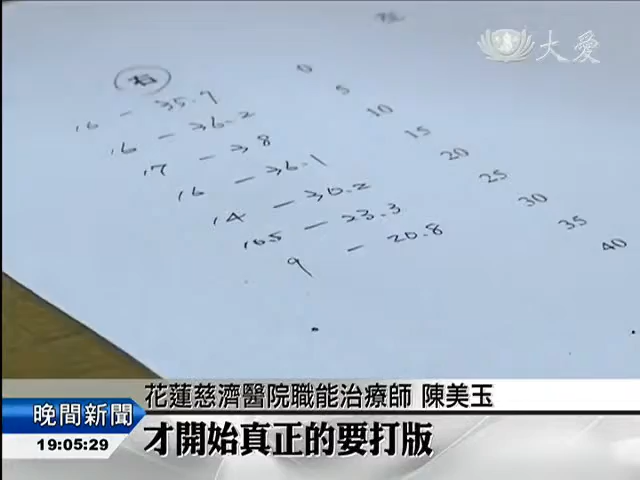 大愛
右
0
5
10
15
20
25
30
35
40
16 - 35.7
16 - 36.2
17 - 38
16 - 36.1
14 - 30.2
10.5 - 23.3
9 - 20.8
花蓮慈濟醫院職能治療師 陳美玉
晚間新聞
19:05:29
才開始真正的要打版